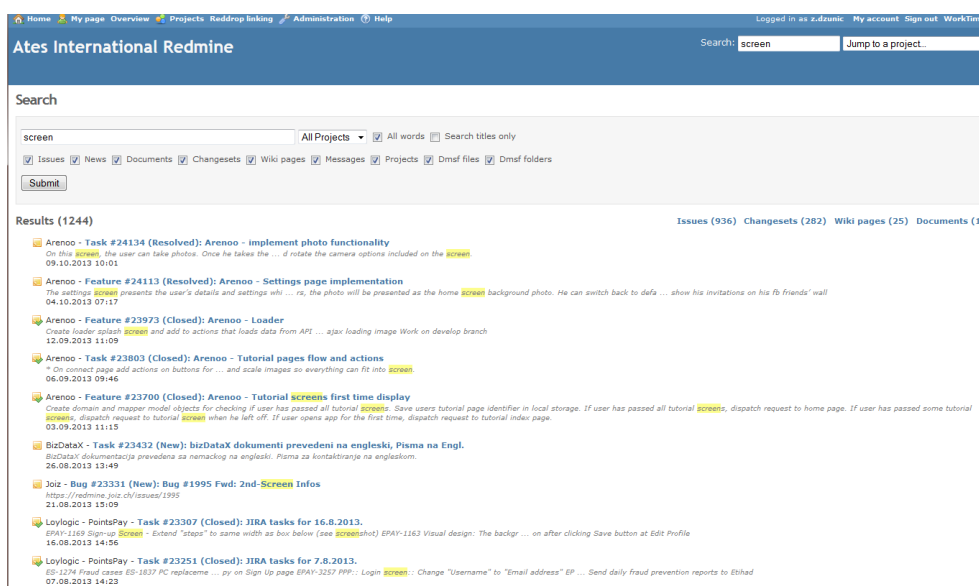 Home My page Overview Projects Reddrop linking Administration Help Logged in as z.dzunic My account Sign out WorkTim
Ates International Redmine Search: screen Jump to a project...
Search
screen All Projects All words Search titles only
Issues News Documents Changesets Wiki pages Messages Projects Dmsf files Dmsf folders
Submit
Results (1244) Issues (936) Changesets (282) Wiki pages (25) Documents (1
Arenoo - Task #24134 (Resolved): Arenoo - implement photo functionality
On this screen, the user can take photos. Once he takes the ... d rotate the camera options included on the screen.
09.10.2013 10:01
Arenoo - Feature #24113 (Resolved): Arenoo - Settings page implementation
The settings screen presents the user's details and settings whi ... rs, the photo will be presented as the home screen background photo. He can switch back to defa ... show his invitations on his fb friends' wall
04.10.2013 07:17
Arenoo - Feature #23973 (Closed): Arenoo - Loader
Create loader splash screen and add to actions that loads data from API ... ajax loading image Work on develop branch
12.09.2013 11:09
Arenoo - Task #23803 (Closed): Arenoo - Tutorial pages flow and actions
* On connect page add actions on buttons for ... and scale images so everything can fit into screen.
06.09.2013 09:46
Arenoo - Feature #23700 (Closed): Arenoo - Tutorial screens first time display
Create domain and mapper model objects for checking if user has passed all tutorial screens. Save users tutorial page identifier in local storage. If user has passed all tutorial screens, dispatch request to home page. If user has passed some tutorial
screens, dispatch request to tutorial screen when he left off. If user opens app for the first time, dispatch request to tutorial index page.
03.09.2013 11:15
BizDataX - Task #23432 (New): bizDataX dokumenti prevedeni na engleski, Pisma na Engl.
BizDataX dokumentacija prevedena sa nemackog na engleski. Pisma za kontaktiranje na engleskom.
26.08.2013 13:49
Joiz - Bug #23331 (New): Bug #1995 Fwd: 2nd-Screen Infos
https://redmine.joiz.ch/issues/1995
21.08.2013 15:09
Loylogic - PointsPay - Task #23307 (Closed): JIRA tasks for 16.8.2013.
EPAY-1169 Sign-up Screen - Extend "steps" to same width as box below (see screenshot) EPAY-1163 Visual design: The backgr ... on after clicking Save button at Edit Profile
16.08.2013 14:56
Loylogic - PointsPay - Task #23251 (Closed): JIRA tasks for 7.8.2013.
ES-1274 Fraud cases ES-1837 PC replaceme ... py on Sign Up page EPAY-3257 PPP:: Login screen:: Change "Username" to "Email address" EP ... Send daily fraud prevention reports to Etihad
07.08.2013 14:23